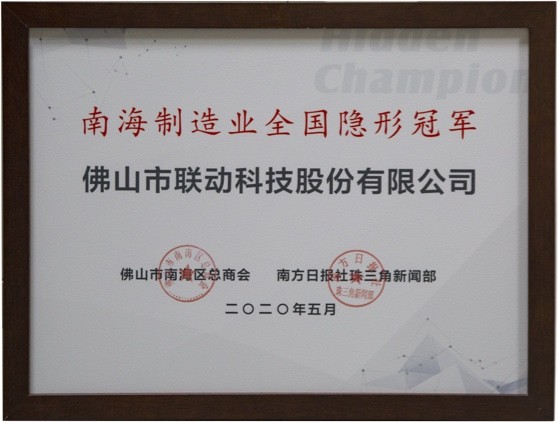 Hidden
Champion
南海制造业全国隐形冠军
佛山市联动科技股份有限公司
佛山市南海区总商会 南方日报社珠三角新闻部
二〇二〇年五月